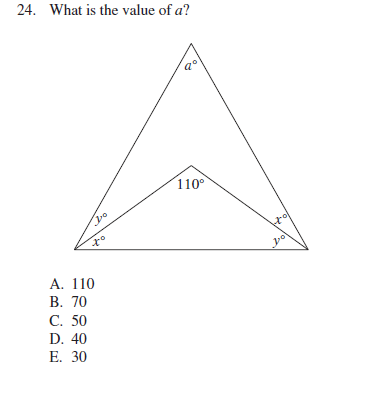 24. What is the value of a?
a°
110°
y° x°
x° y°
A. 110
B. 70
C. 50
D. 40
E. 30